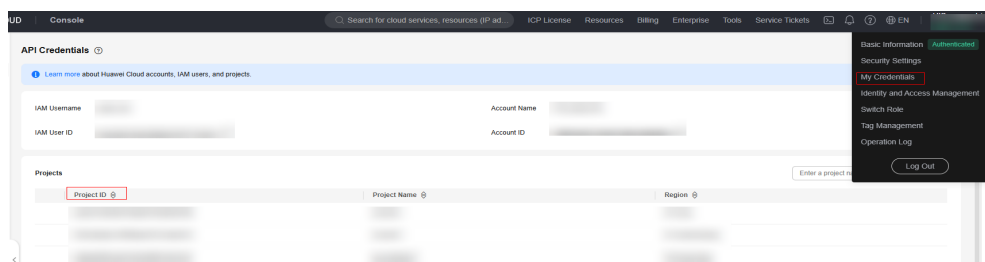 OUD Console Search for cloud services, resources (IP ad... ICP License Resources Billing Enterprise Tools Service Tickets EN
API Credentials
Basic Information Authenticated
Security Settings
Learn more about Huawei Cloud accounts, IAM users, and projects.
My Credentials
Identity and Access Management
IAM Username Account Name
Switch Role
Tag Management
IAM User ID Account ID
Operation Log
Log Out
Projects Enter a project na
Project ID Project Name Region